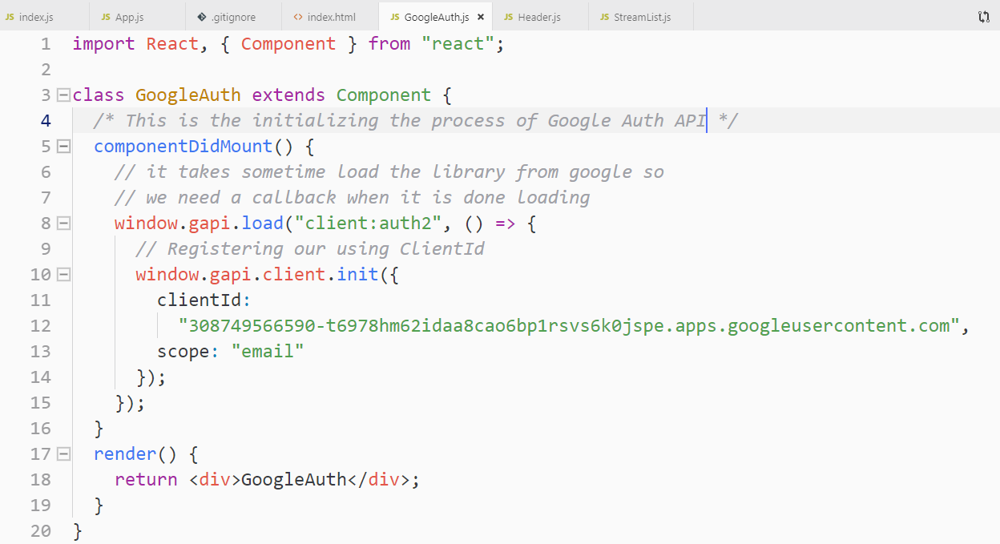 JS index.js JS App.js .gitignore <> index.html JS GoogleAuth.js × JS Header.js JS StreamList.js
1 import React, { Component } from "react";
2
3 class GoogleAuth extends Component {
4 /* This is the initializing the process of Google Auth API */
5 componentDidMount() {
6 // it takes sometime load the library from google so
7 // we need a callback when it is done loading
8 window.gapi.load("client:auth2", () => {
9 // Registering our using ClientId
10 window.gapi.client.init({
11 clientId:
12 "308749566590-t6978hm62idaa8cao6bp1rsvs6k0jspe.apps.googleusercontent.com",
13 scope: "email"
14 });
15 });
16 }
17 render() {
18 return <div>GoogleAuth</div>;
19 }
20 }